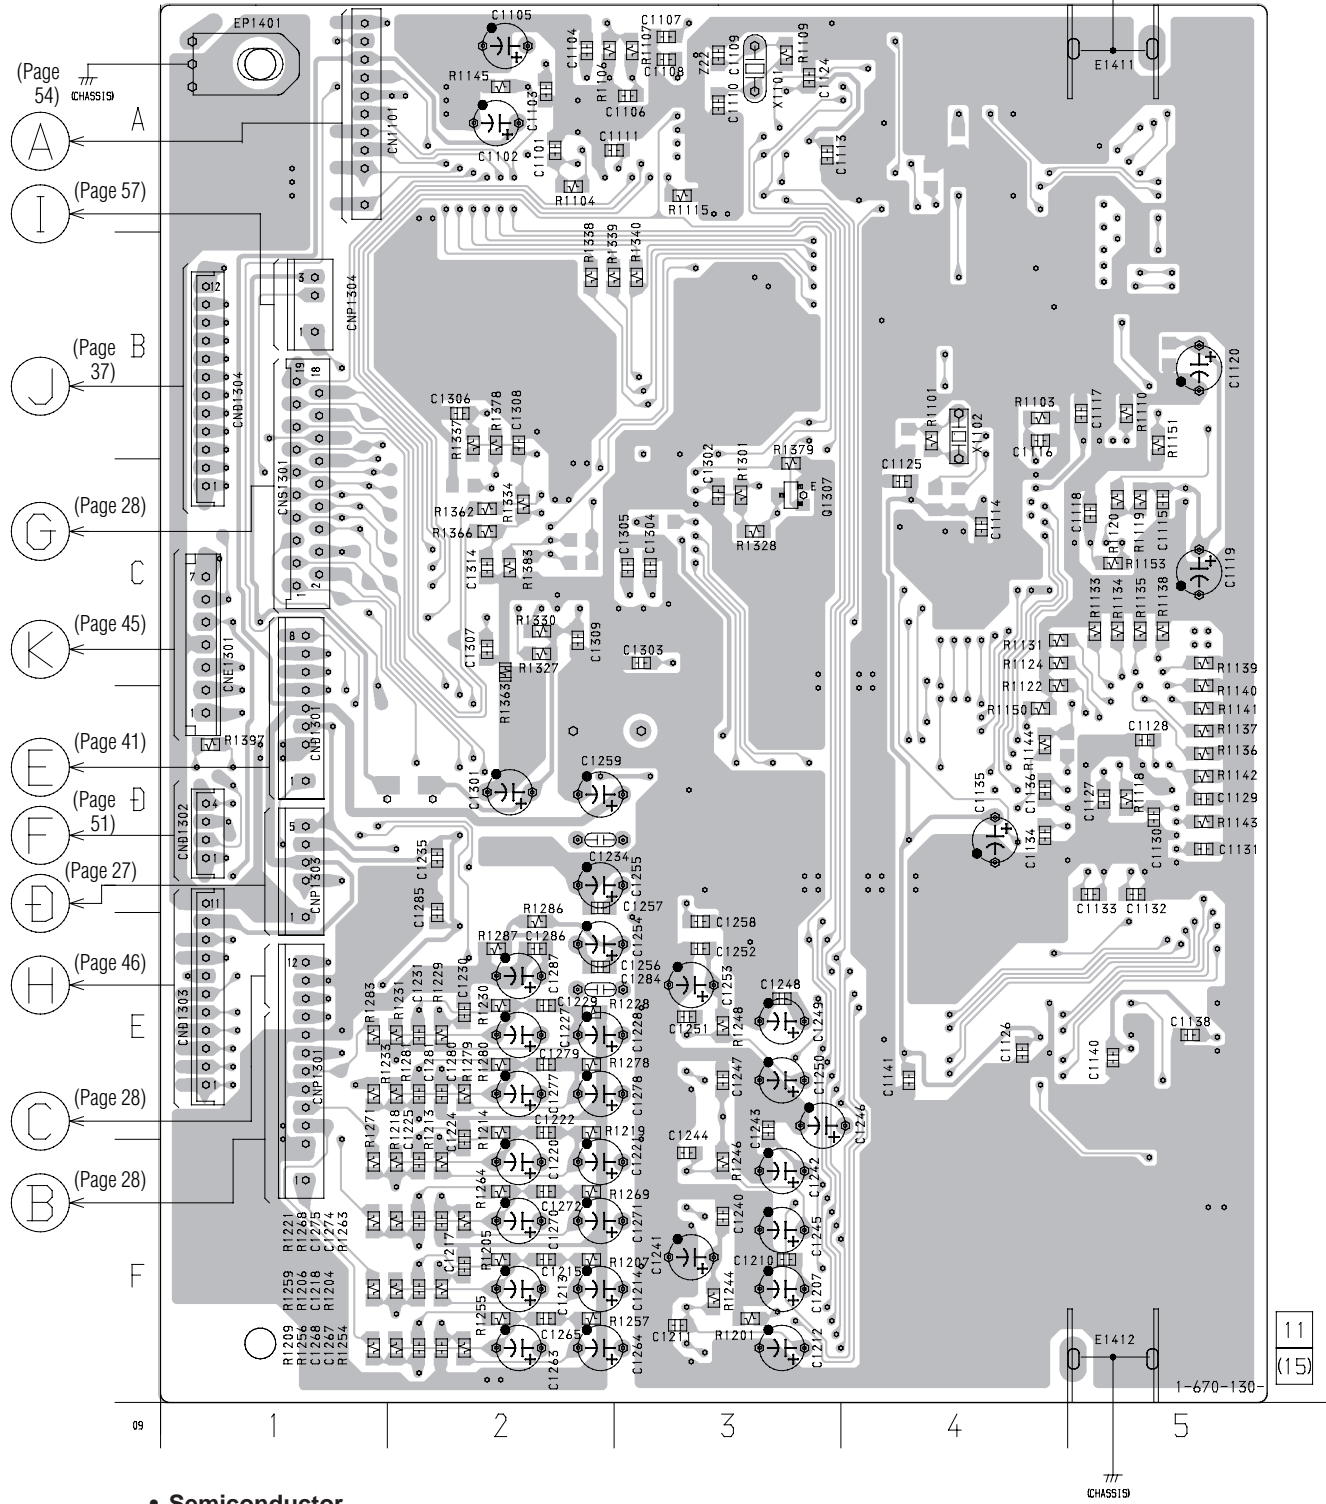 EP1401
(Page 54)
(CHASSIS)
A
A
I
(Page 57)
J
(Page 37)
B
G
(Page 28)
C
K
(Page 45)
E
(Page 41)
D
F
(Page 51)
D
(Page 27)
H
(Page 46)
E
C
(Page 28)
B
(Page 28)
F
CN1101
C1105
R1145
C1103
C1102
C1104
R1106
R1107
C1107
C1108
C1106
C1101
C1111
R1104
R1115
Z22
C1109
C1110
X1101
R1109
C1124
C1113
E1411
R1338
R1339
R1340
3
1
CNP1304
12
1
CND1304
19
18
1
2
CNS1301
C1306
R1337
R1378
C1308
R1362
R1334
R1366
C1314
R1383
C1302
R1301
R1379
E
Q1307
R1328
C1305
C1304
R1101
X1102
R1103
C1116
C1117
R1110
R1151
C1120
C1125
C1114
C1118
R1120
R1119
C1115
R1153
C1119
7
1
CNE1301
8
1
CND1301
R1330
C1307
R1327
C1309
R1363
C1303
R1133
R1134
R1135
R1138
R1131
R1124
R1122
R1150
R1139
R1140
R1141
R1137
R1136
R1142
C1129
R1143
C1131
R1144
C1128
C1135
C1136
C1127
R1118
C1134
C1130
C1133
C1132
R1397
4
1
CND1302
5
1
CNP1303
C1301
C1259
C1235
C1234
C1255
C1285
C1257
R1286
C1254
R1287
C1286
C1258
C1252
11
1
CND1303
12
1
CNP1301
R1283
R1231
C1231
R1229
C1230
R1230
C1287
C1229
C1227
C1256
C1284
R1228
C1228
C1253
C1251
R1248
C1248
C1249
R1233
R1281
C1281
C1280
R1279
R1280
C1279
C1277
R1278
C1278
C1247
C1250
C1141
C1126
C1140
C1138
R1271
R1218
C1225
R1213
C1224
R1214
C1222
C1220
R1219
C1221
C1244
C1243
R1246
C1242
C1246
R1264
C1272
C1270
R1269
C1271
C1240
C1245
R1221
R1268
C1275
C1274
R1263
C1217
R1205
C1215
C1213
R1207
C1214
C1241
C1210
C1207
R1259
R1206
C1218
R1204
R1255
C1265
C1263
R1257
C1264
R1244
C1211
R1201
C1212
R1209
R1256
C1268
C1267
R1254
E1412
1-670-130-
11
(15)
09
1
2
3
4
5
(CHASSIS)
• Semiconductor